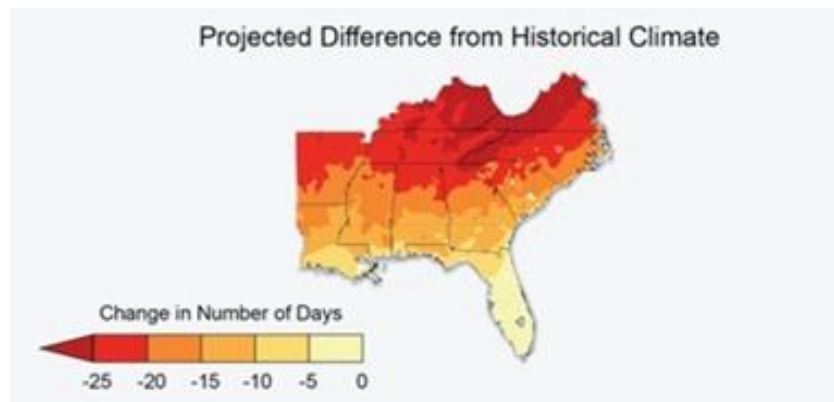 Projected Difference from Historical Climate
Change in Number of Days
-25 -20 -15 -10 -5 0